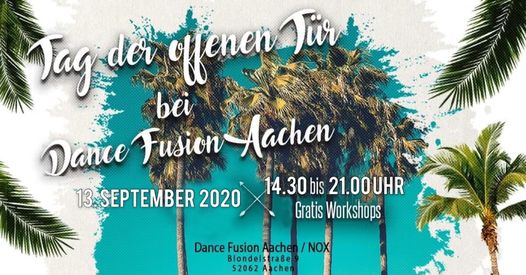 Tag der offenen Tür
bei
Dance Fusion Aachen
13. SEPTEMBER 2020
14.30 bis 21.00 UHR
Gratis Workshops
Dance Fusion Aachen / NOX
Blondelstraße 9
52062 Aachen